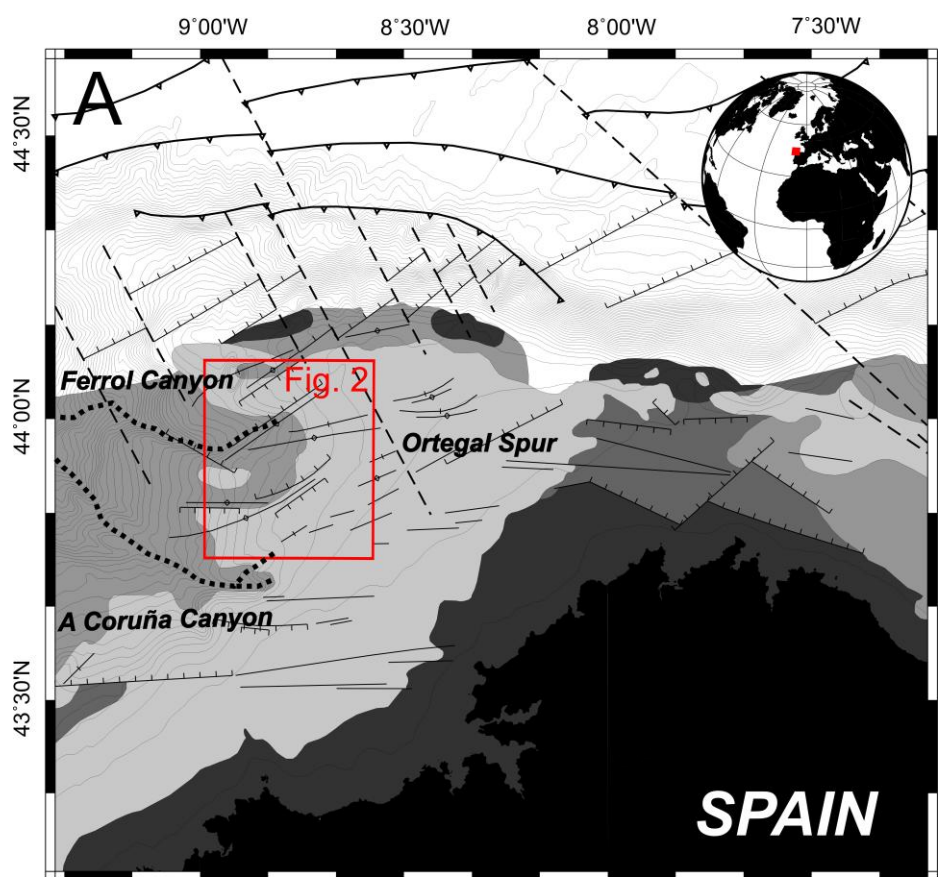 9°00'W 8°30'W 8°00'W 7°30'W
A
44°30'N
Ferrol Canyon
Fig. 2
44°00'N
Ortegal Spur
A Coruña Canyon
43°30'N
SPAIN